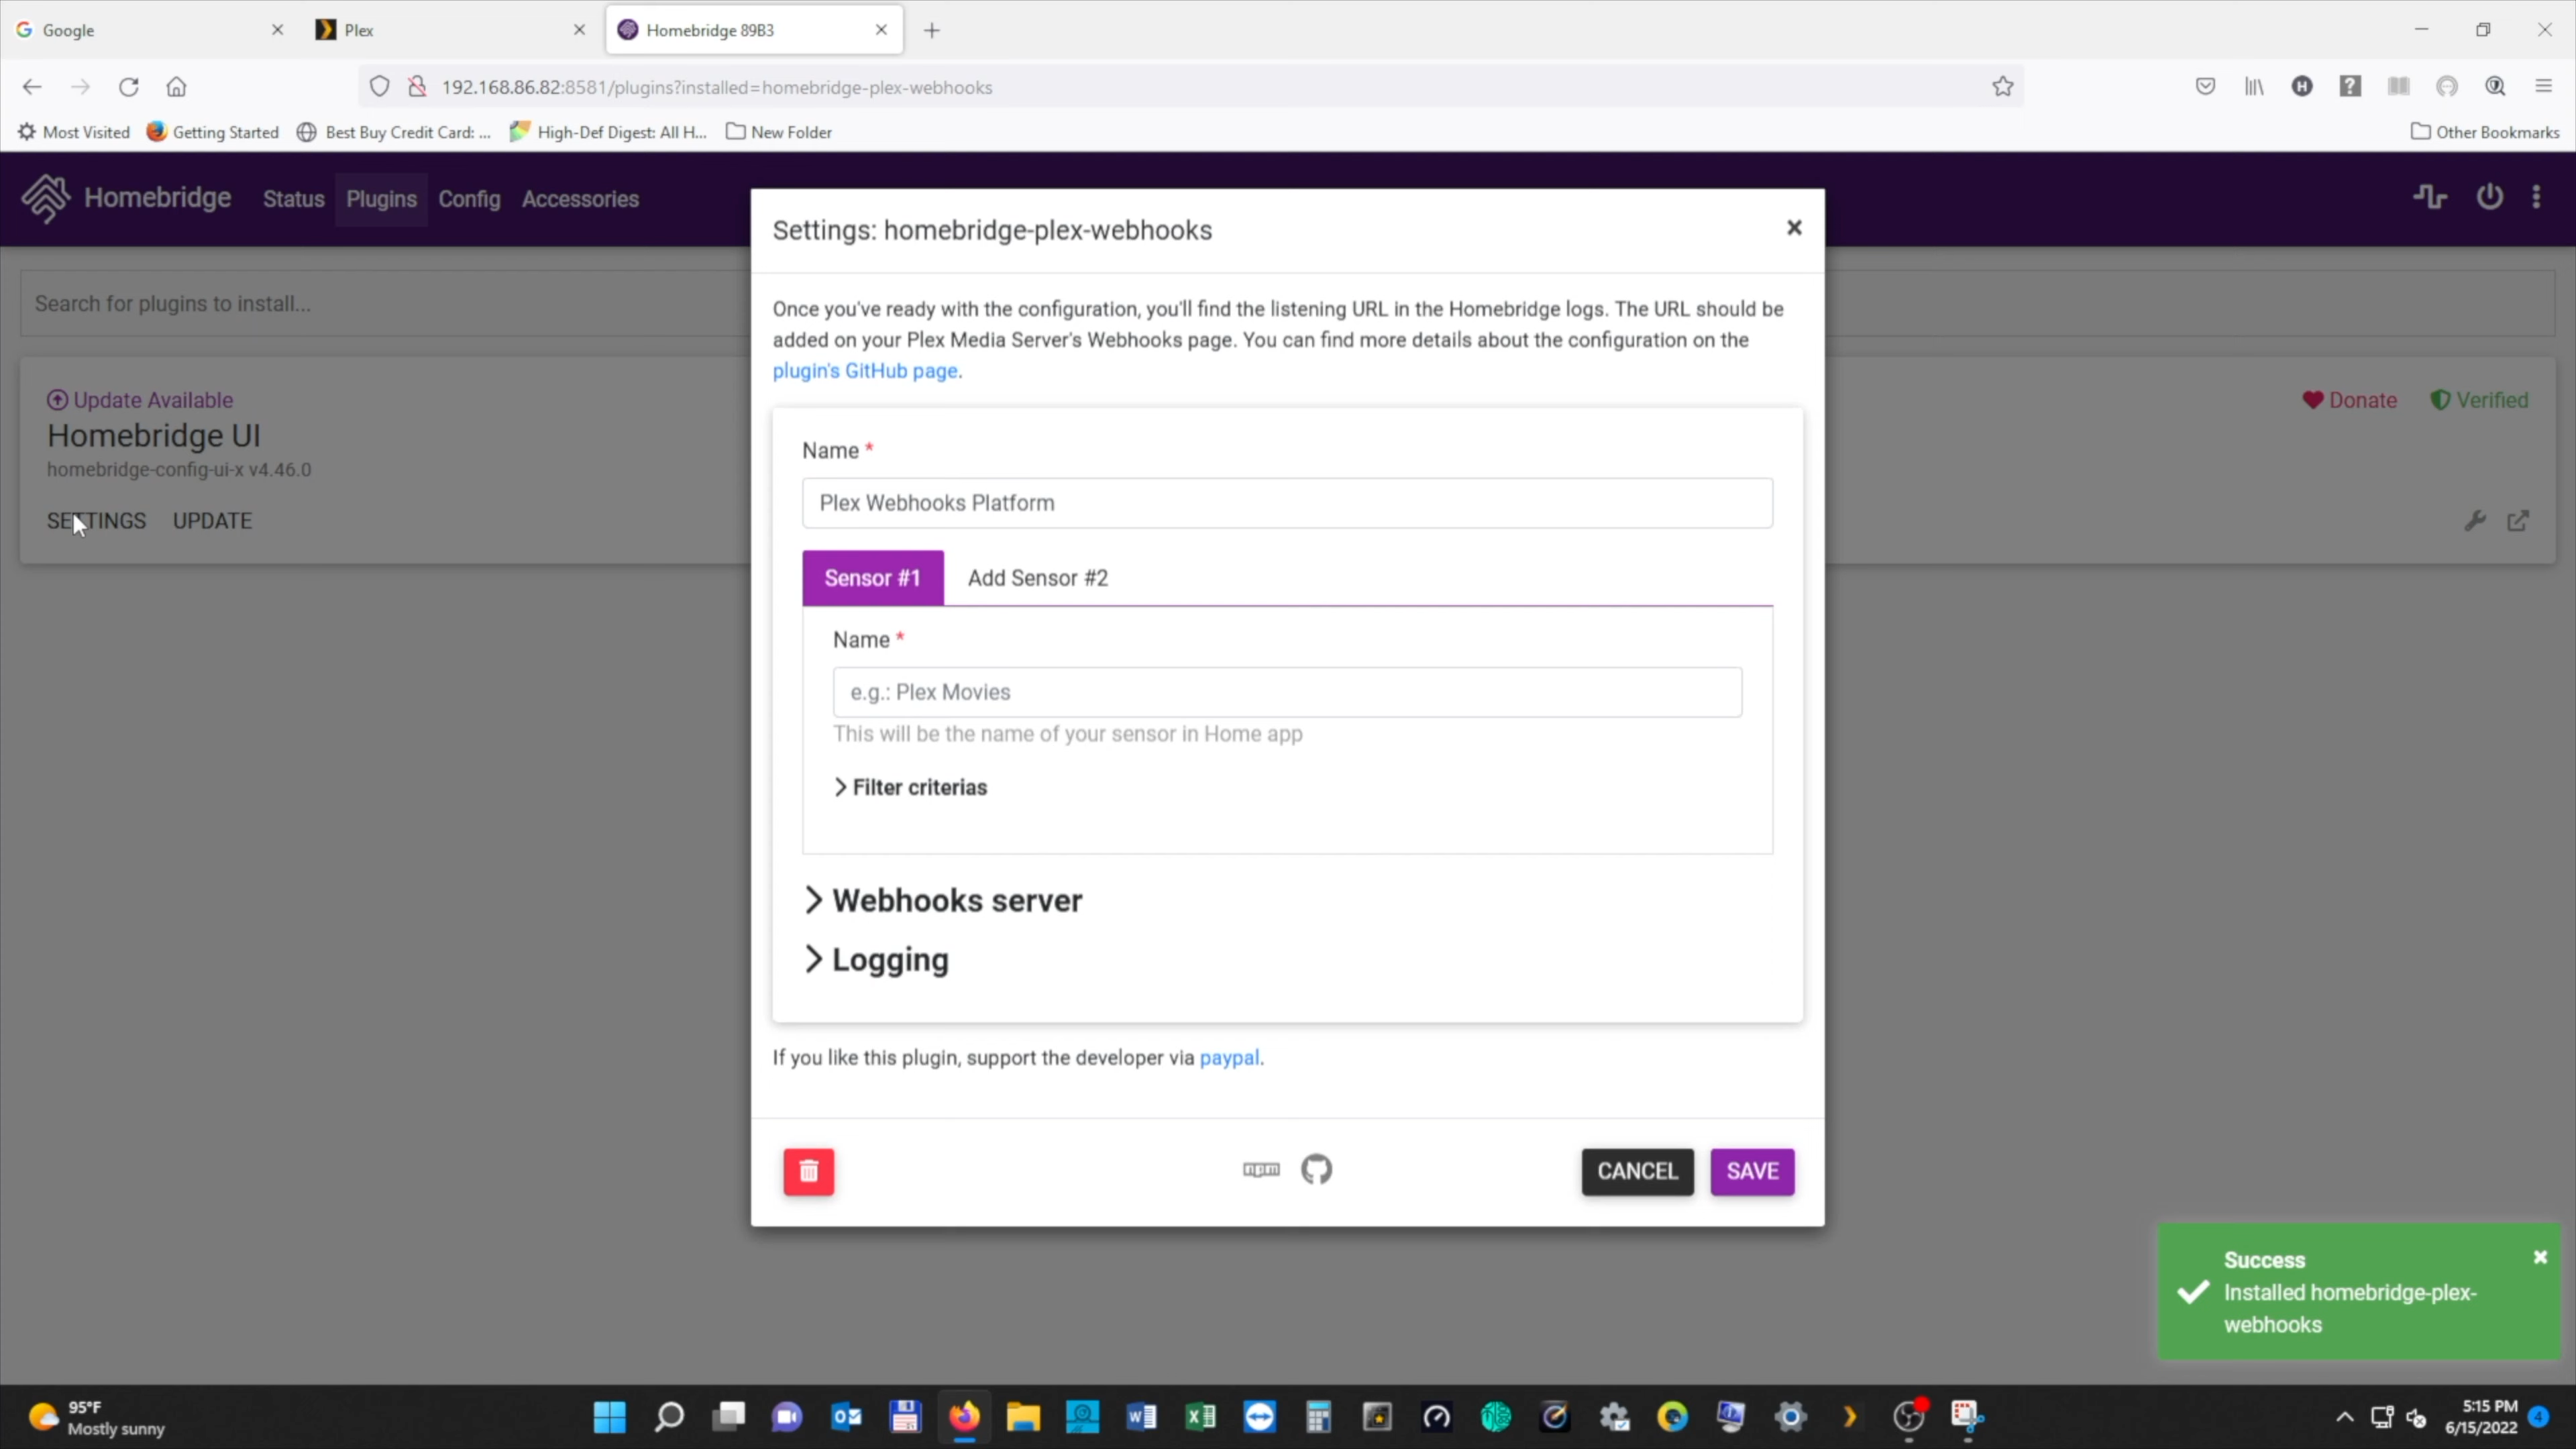 Google
Plex
Homebridge 89B3
192.168.86.82:8581/plugins?installed=homebridge-plex-webhooks
Most Visited
Getting Started
Best Buy Credit Card: ...
High-Def Digest: All H...
New Folder
Other Bookmarks
Homebridge
Status
Plugins
Config
Accessories
Search for plugins to install...
Update Available
Homebridge UI
homebridge-config-ui-x v4.46.0
SETTINGS
UPDATE
Donate
Verified
Settings: homebridge-plex-webhooks
Once you've ready with the configuration, you'll find the listening URL in the Homebridge logs. The URL should be
added on your Plex Media Server's Webhooks page. You can find more details about the configuration on the
plugin's GitHub page.
Name *
Plex Webhooks Platform
Sensor #1
Add Sensor #2
Name *
e.g.: Plex Movies
This will be the name of your sensor in Home app
Filter criterias
Webhooks server
Logging
If you like this plugin, support the developer via paypal.
npm
CANCEL
SAVE
Success
Installed homebridge-plex-
webhooks
95°F
Mostly sunny
5:15 PM
6/15/2022
4